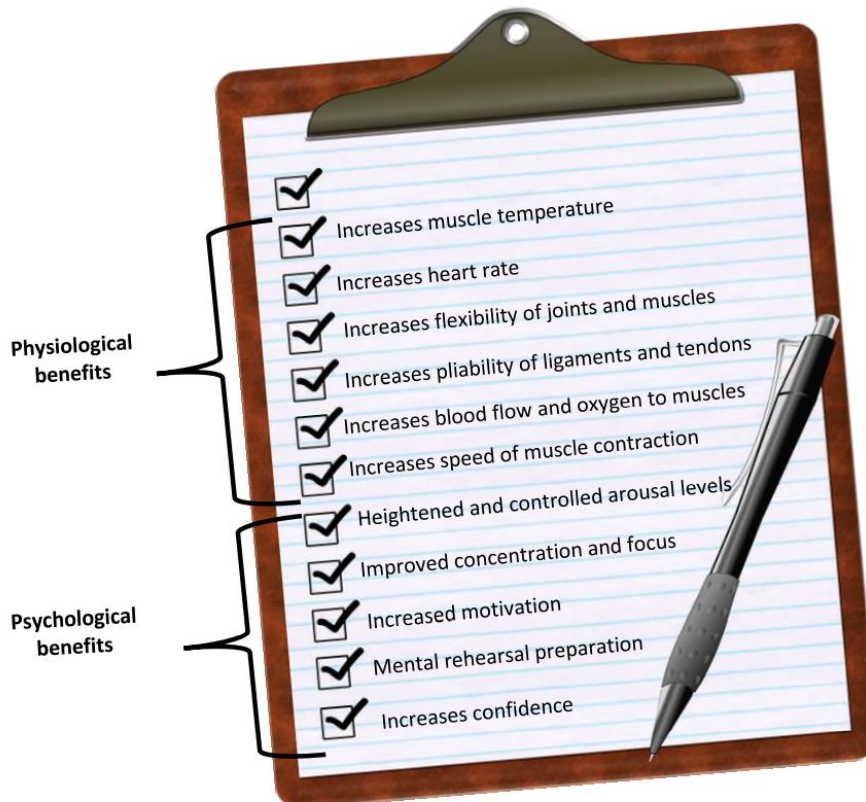 Increases muscle temperature
Increases heart rate
Increases flexibility of joints and muscles
Physiological
benefits
Increases pliability of ligaments and tendons
Increases blood flow and oxygen to muscles
Increases speed of muscle contraction
Heightened and controlled arousal levels
Improved concentration and focus
Increased motivation
Psychological
benefits
Mental rehearsal preparation
Increases confidence